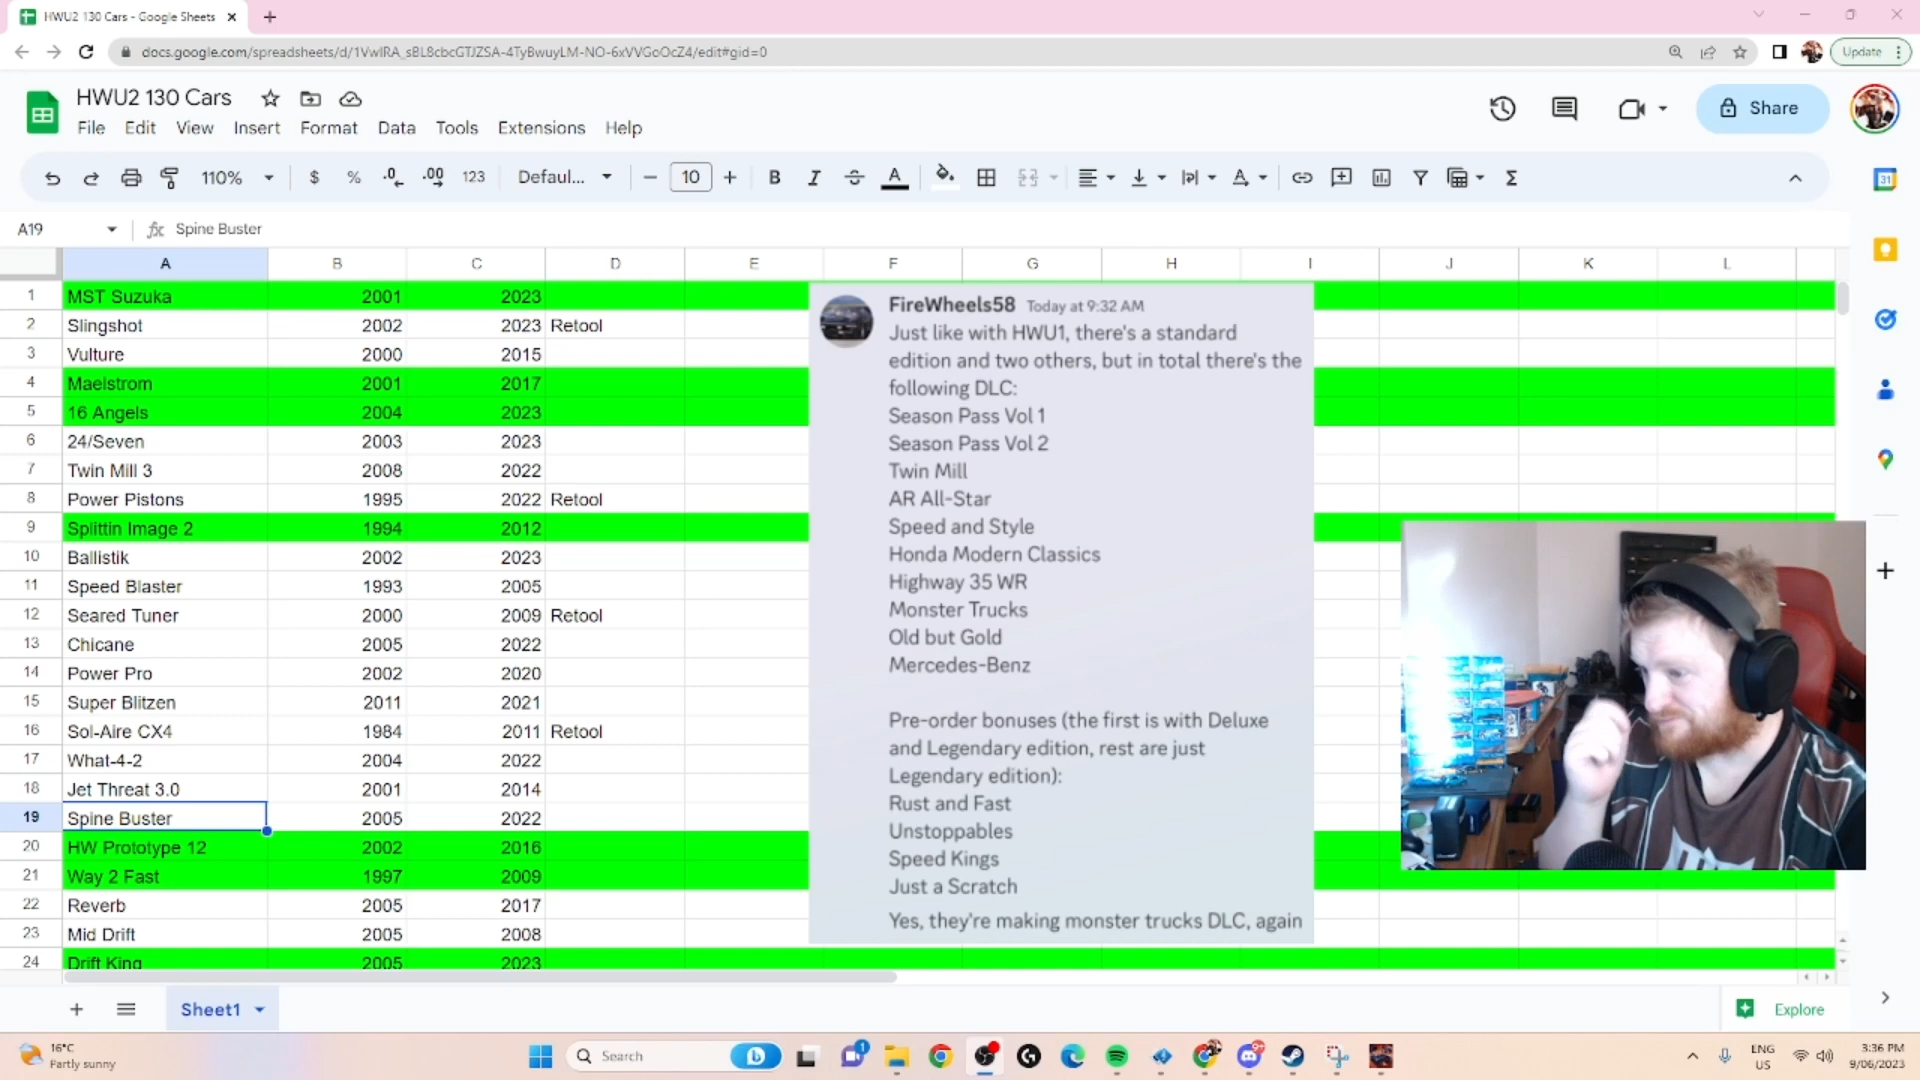 HWU2 130 Cars - Google Sheets
docs.google.com/spreadsheets/d/1VwIRA_sBL8cbcGTJZSA-4TyBwuyLM-NO-6xVVGoOcZ4/edit#gid=0
Update
HWU2 130 Cars
Share
File Edit View Insert Format Data Tools Extensions Help
110% $ % .0 .00 123 Defaul... - 10 + B I A
31
A19 fx Spine Buster
A B C D E F G H I J K L
1 MST Suzuka 2001 2023
2 Slingshot 2002 2023 Retool
3 Vulture 2000 2015
4 Maelstrom 2001 2017
5 16 Angels 2004 2023
6 24/Seven 2003 2023
7 Twin Mill 3 2008 2022
8 Power Pistons 1995 2022 Retool
9 Splittin Image 2 1994 2012
10 Ballistik 2002 2023
11 Speed Blaster 1993 2005
12 Seared Tuner 2000 2009 Retool
13 Chicane 2005 2022
14 Power Pro 2002 2020
15 Super Blitzen 2011 2021
16 Sol-Aire CX4 1984 2011 Retool
17 What-4-2 2004 2022
18 Jet Threat 3.0 2001 2014
19 Spine Buster 2005 2022
20 HW Prototype 12 2002 2016
21 Way 2 Fast 1997 2009
22 Reverb 2005 2017
23 Mid Drift 2005 2008
24 Drift King 2005 2023
FireWheels58 Today at 9:32 AM
Just like with HWU1, there's a standard
edition and two others, but in total there's the
following DLC:
Season Pass Vol 1
Season Pass Vol 2
Twin Mill
AR All-Star
Speed and Style
Honda Modern Classics
Highway 35 WR
Monster Trucks
Old but Gold
Mercedes-Benz
Pre-order bonuses (the first is with Deluxe
and Legendary edition, rest are just
Legendary edition):
Rust and Fast
Unstoppables
Speed Kings
Just a Scratch
Yes, they're making monster trucks DLC, again
Sheet1
Explore
16°C
Partly sunny
Search
1
ENG
US
3:36 PM
9/06/2023